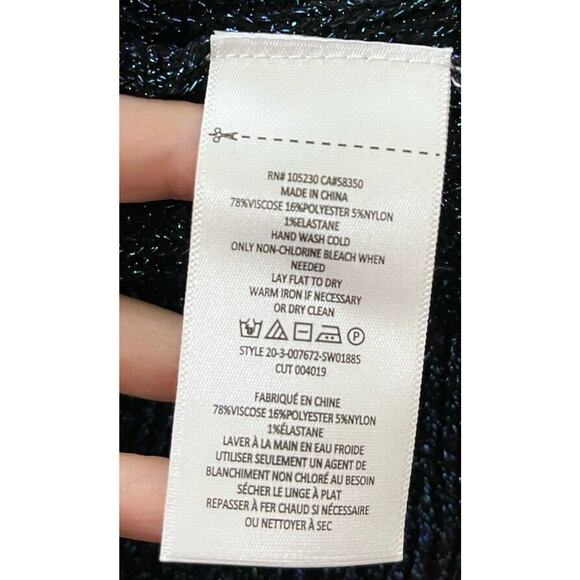 RN# 105230 CA#58350
MADE IN CHINA
78%VISCOSE 16%POLYESTER 5%NYLON
1%ELASTANE
HAND WASH COLD
ONLY NON-CHLORINE BLEACH WHEN
NEEDED
LAY FLAT TO DRY
WARM IRON IF NECESSARY
OR DRY CLEAN
P
STYLE 20-3-007672-SW01885
CUT 004019
FABRIQUÉ EN CHINE
78%VISCOSE 16%POLYESTER 5%NYLON
1%ÉLASTANE
LAVER À LA MAIN EN EAU FROIDE
UTILISER SEULEMENT UN AGENT DE
BLANCHIMENT NON CHLORÉ AU BESOIN
SÉCHER LE LINGE À PLAT
REPASSER À FER CHAUD SI NÉCESSAIRE
OU NETTOYER À SEC